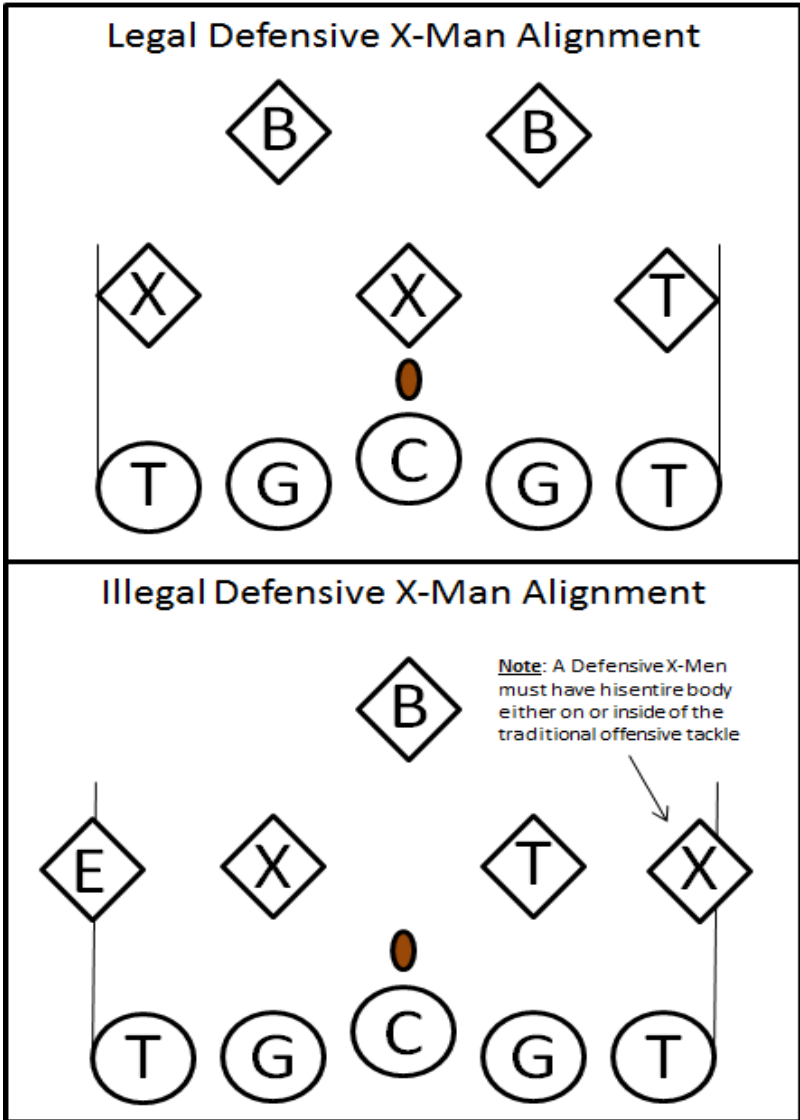 Legal Defensive X-Man Alignment
B B
X X T
T G C G T
Illegal Defensive X-Man Alignment
Note: A Defensive X-Men
must have hisentire body
either on or inside of the
traditional offensive tackle
B
E X T X
T G C G T